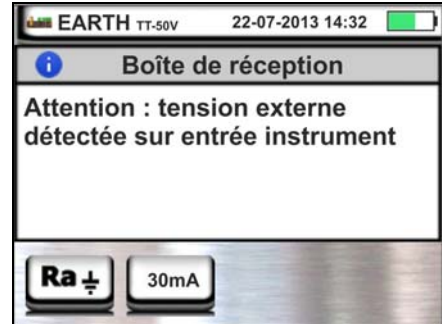 EARTH TT-50V 22-07-2013 14:32
Boîte de réception
Attention : tension externe
détectée sur entrée instrument
Ra
30mA